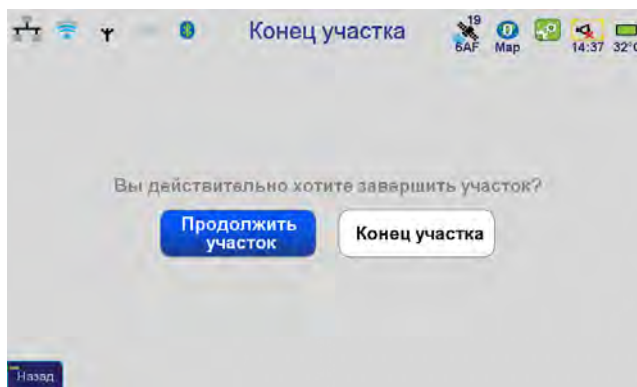 Конец участка
19
6AF
Map
14:37
32°C
Вы действительно хотите завершить участок?
Продолжить
участок
Конец участка
Назад